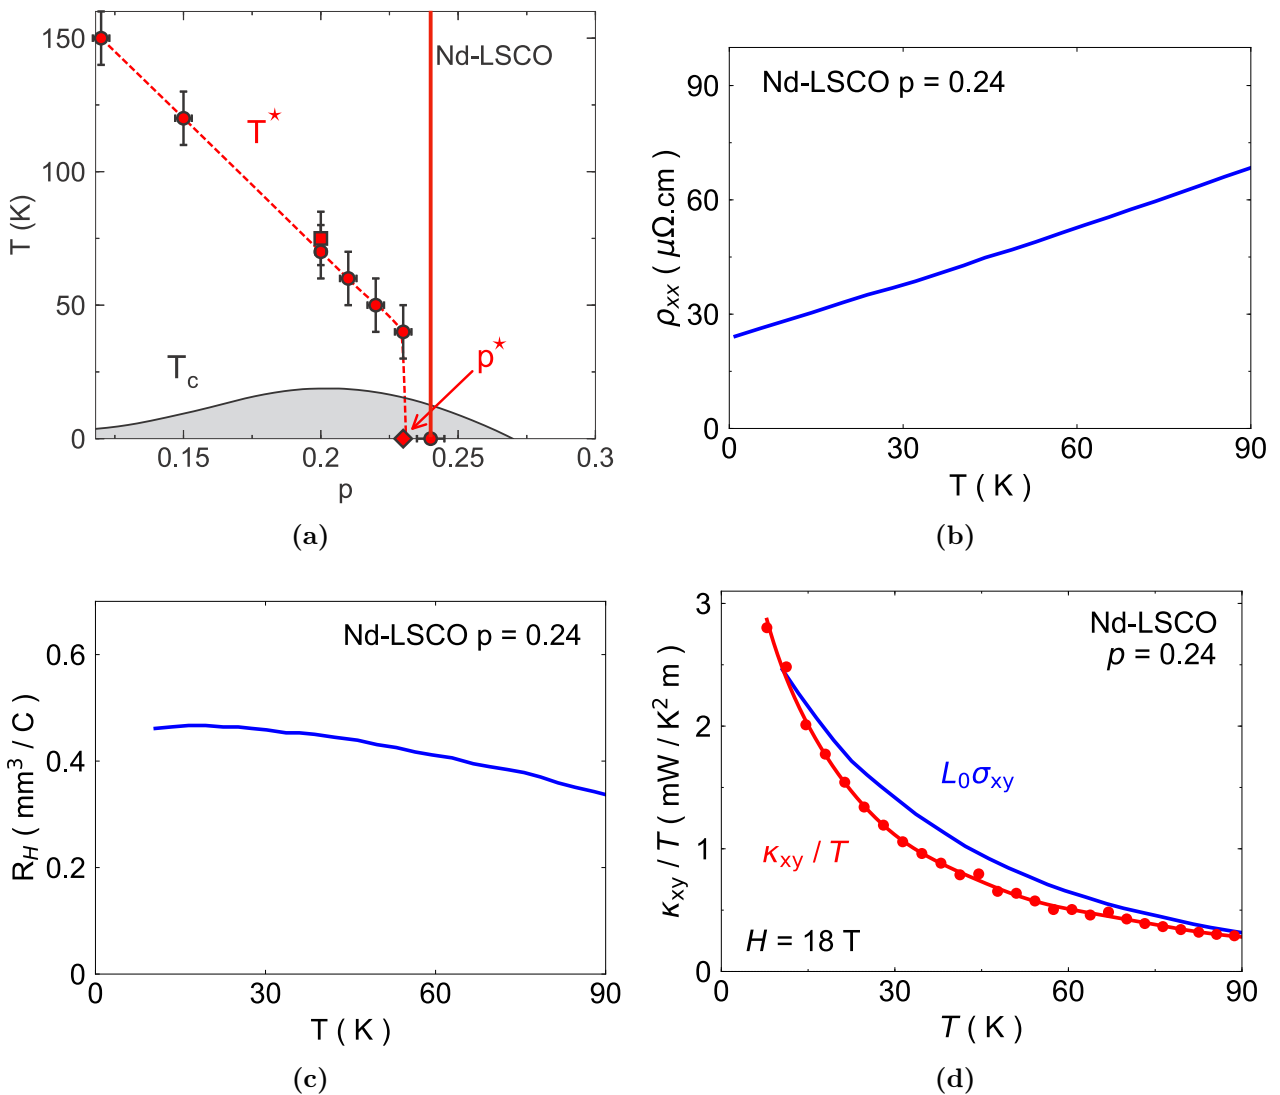 150
100
50
0
T (K)
0.15
0.2
0.25
0.3
p
Nd-LSCO
T*
p*
Tc
(a)
90
60
30
0
ρxx ( μΩ.cm )
0
30
60
90
T ( K )
Nd-LSCO p = 0.24
(b)
0.6
0.4
0.2
0
RH ( mm³ / C )
0
30
60
90
T ( K )
Nd-LSCO p = 0.24
(c)
3
2
1
0
κxy / T ( mW / K² m )
0
30
60
90
T ( K )
Nd-LSCO
p = 0.24
L₀σxy
κxy / T
H = 18 T
(d)